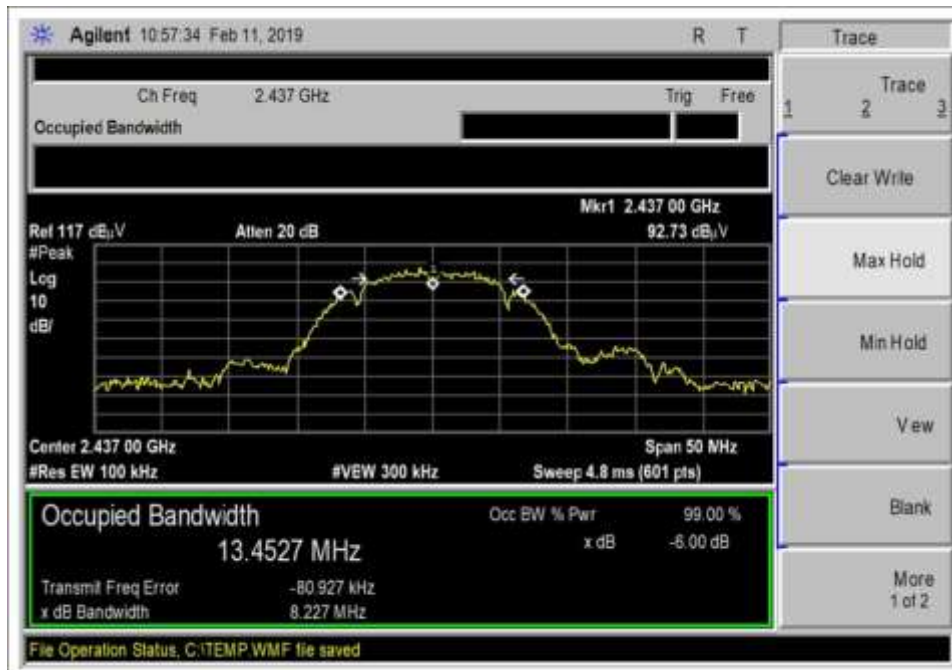 Agilent 10:57:34 Feb 11, 2019 R T Trace
Ch Freq 2.437 GHz Trig Free
Trace
1 2 3
Occupied Bandwidth
Clear Write
Mkr1 2.437 00 GHz
Ref 117 dBµV Atten 20 dB 92.73 dBµV
#Peak
Log
10
dB/
1
Max Hold
Min Hold
View
Center 2.437 00 GHz Span 50 MHz
#Res BW 100 kHz #VBW 300 kHz Sweep 4.8 ms (601 pts)
Blank
Occupied Bandwidth Occ BW % Pwr 99.00 %
13.4527 MHz x dB -6.00 dB
Transmit Freq Error -80.927 kHz
x dB Bandwidth 8.227 MHz
More
1 of 2
File Operation Status, C:\TEMP.WMF file saved